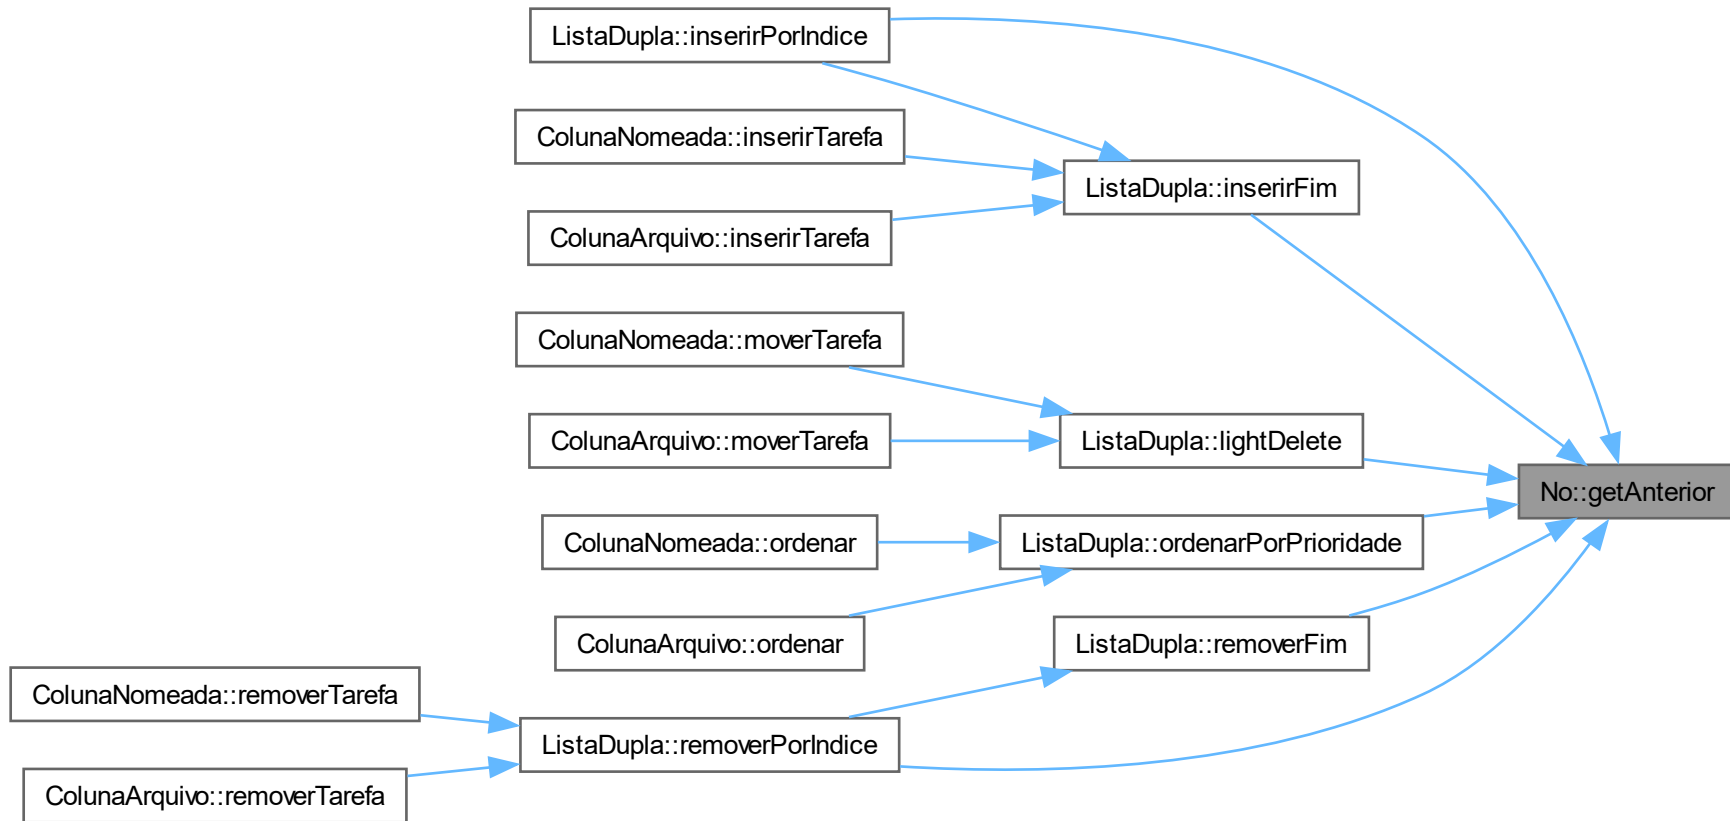 ListaDupla::inserirPorIndice
ColunaNomeada::inserirTarefa
ListaDupla::inserirFim
ColunaArquivo::inserirTarefa
ColunaNomeada::moverTarefa
ColunaArquivo::moverTarefa
ListaDupla::lightDelete
No::getAnterior
ColunaNomeada::ordenar
ListaDupla::ordenarPorPrioridade
ColunaArquivo::ordenar
ListaDupla::removerFim
ColunaNomeada::removerTarefa
ListaDupla::removerPorIndice
ColunaArquivo::removerTarefa